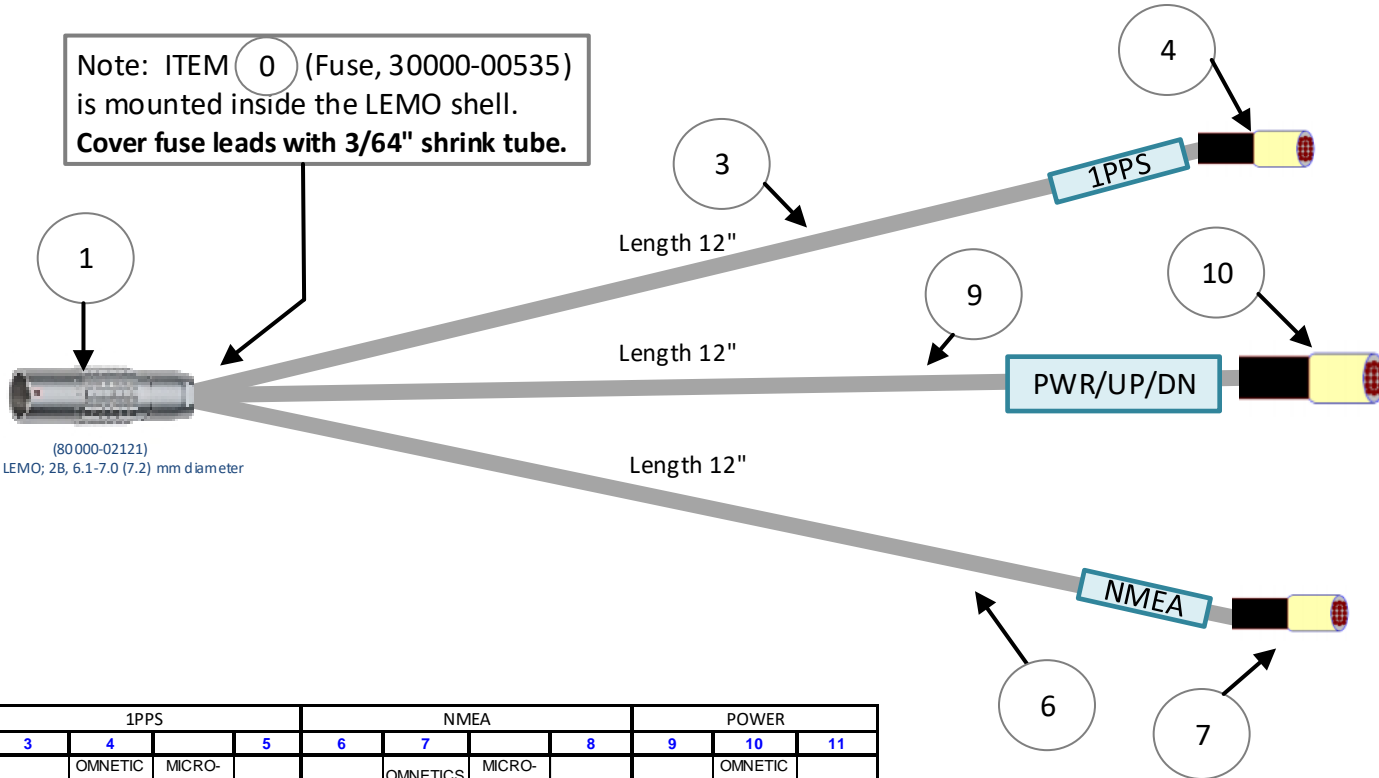 Note: ITEM 0 (Fuse, 30000-00535)
is mounted inside the LEMO shell.
Cover fuse leads with 3/64" shrink tube.
4
3
1PPS
Length 12"
1
10
9
Length 12"
PWR/UP/DN
(80000-02121)
LEMO; 2B, 6.1-7.0 (7.2) mm diameter
Length 12"
NMEA
6
7
1PPS NMEA POWER
3 4 5 6 7 8 9 10 11
OMNETIC MICRO- OMNETICS MICRO- OMNETIC